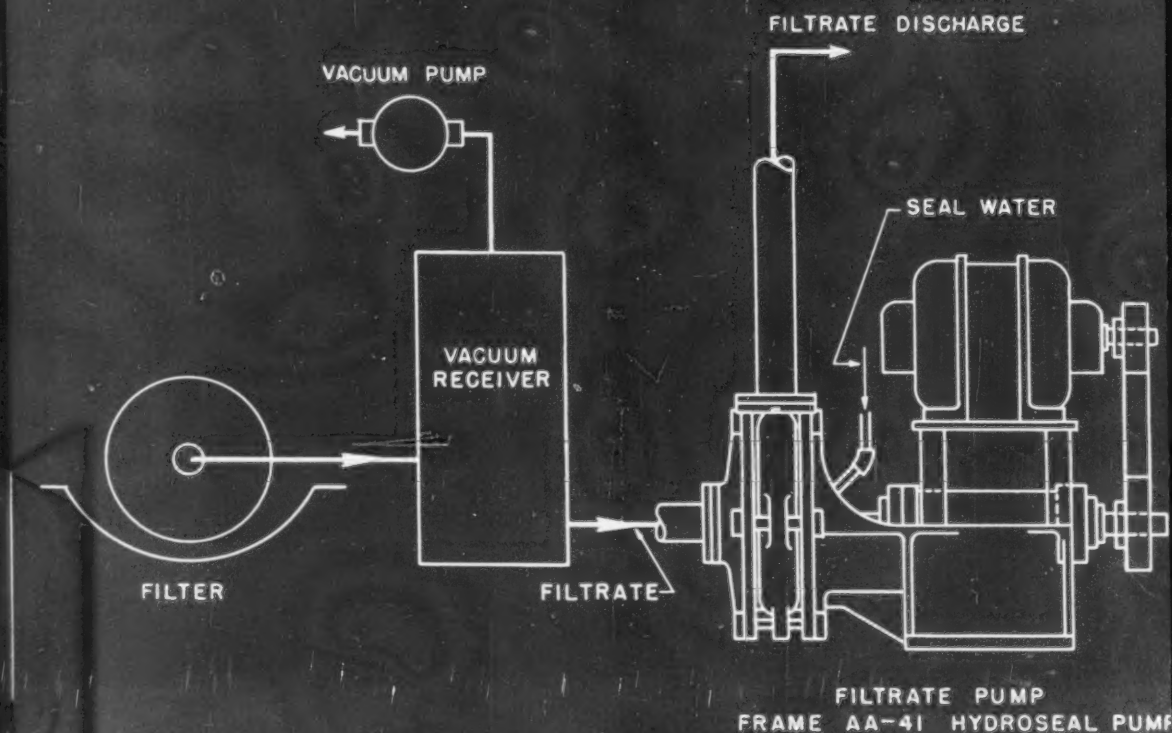 FILTRATE DISCHARGE
VACUUM PUMP
SEAL WATER
VACUUM
RECEIVER
FILTER
FILTRATE
FILTRATE PUMP
FRAME AA-41 HYDROSEAL PUMP